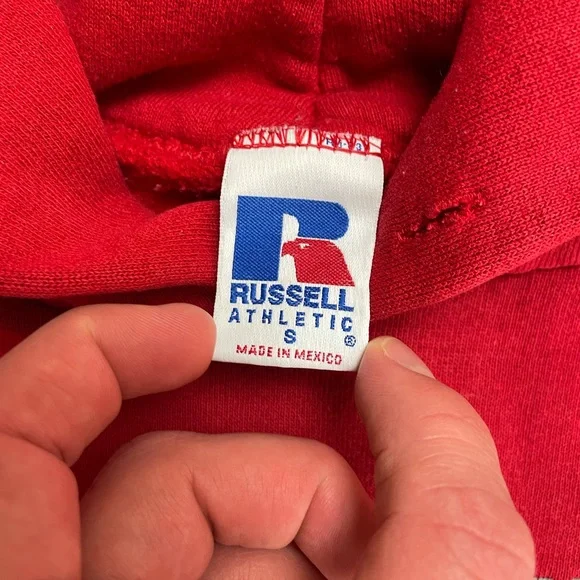 R
RUSSELL
ATHLETIC
S ®
MADE IN MEXICO